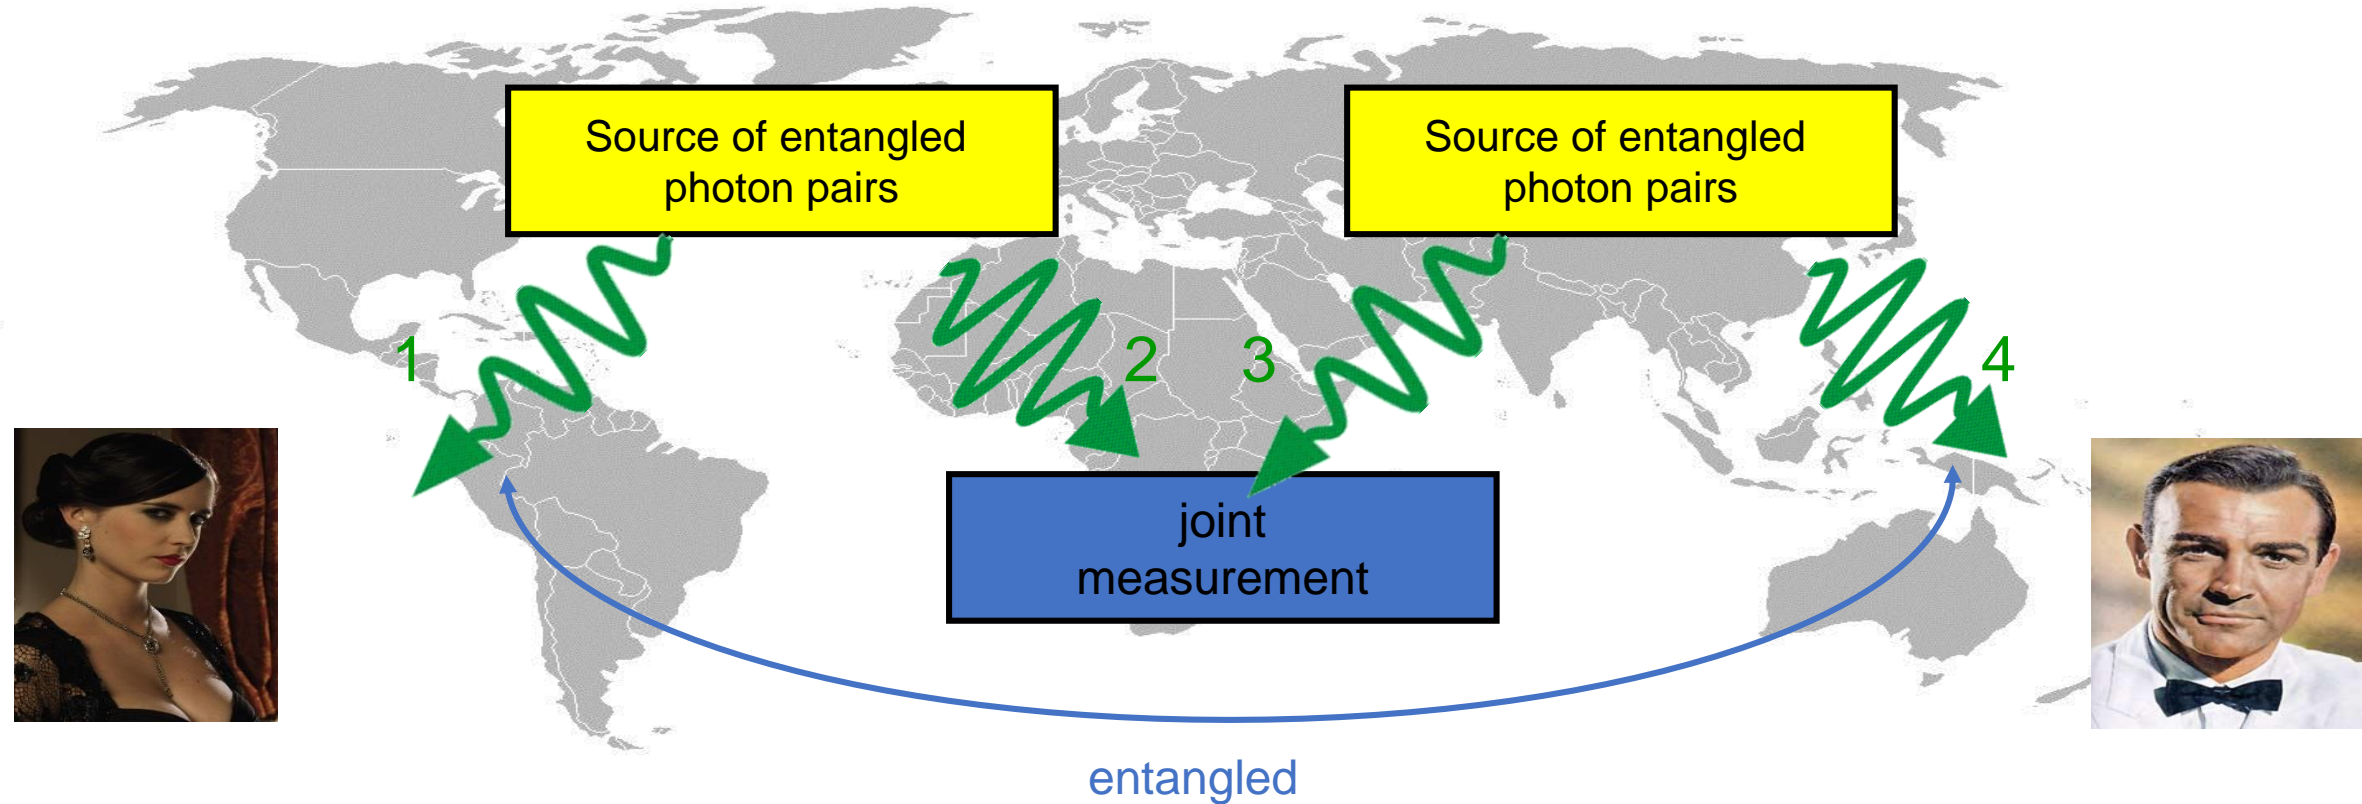 Source of entangled
photon pairs
Source of entangled
photon pairs
1
2
3
4
joint
measurement
entangled